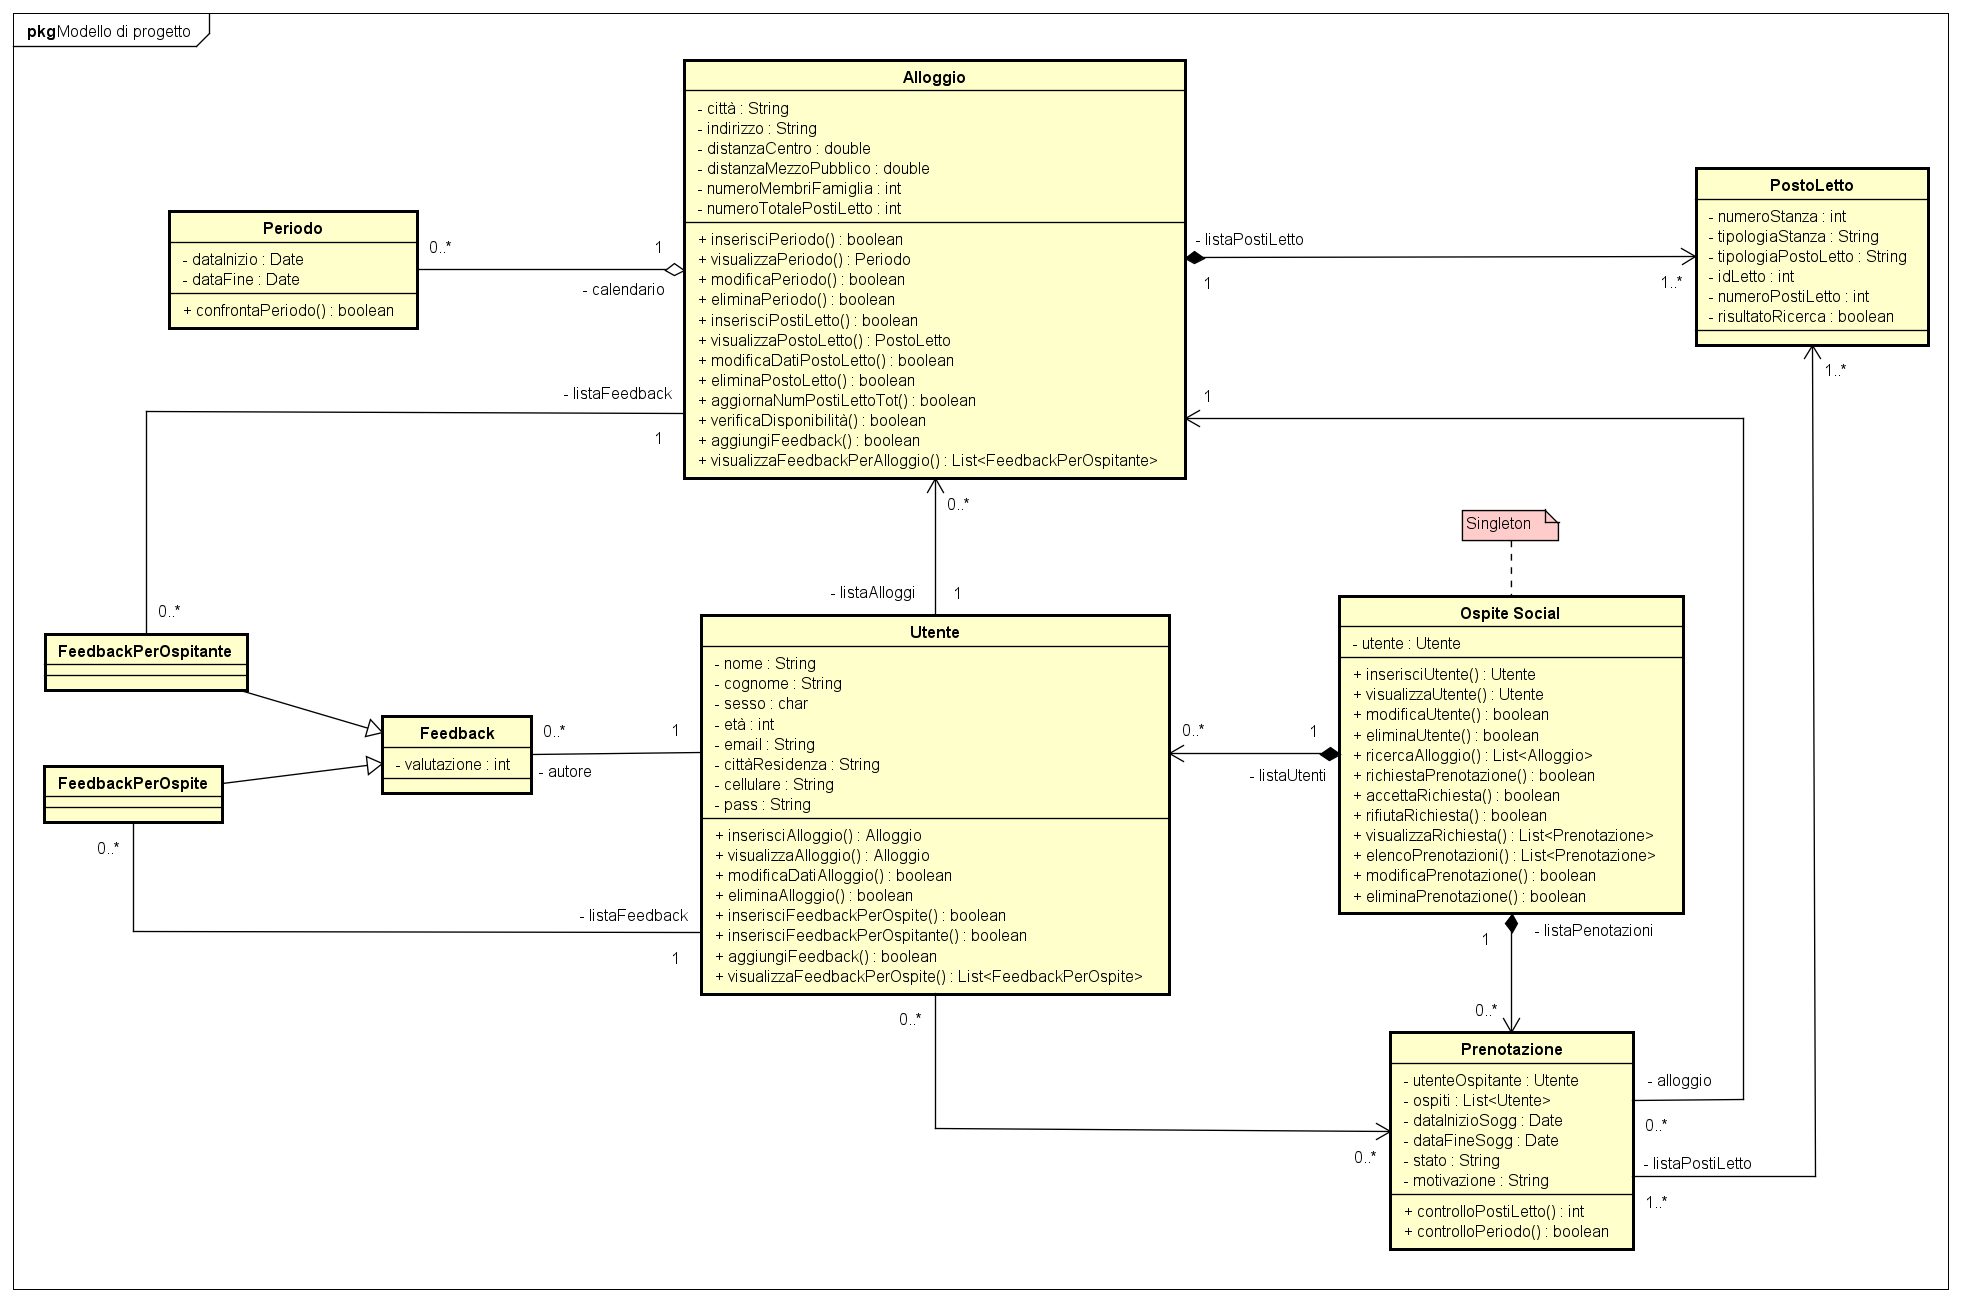 pkg Modello di progetto
Alloggio
- città : String
- indirizzo : String
- distanzaCentro : double
- distanzaMezzoPubblico : double
- numeroMembriFamiglia : int
- numeroTotalePostiLetto : int
+ inserisciPeriodo() : boolean
+ visualizzaPeriodo() : Periodo
+ modificaPeriodo() : boolean
+ eliminaPeriodo() : boolean
+ inserisciPostiLetto() : boolean
+ visualizzaPostoLetto() : PostoLetto
+ modificaDatiPostoLetto() : boolean
+ eliminaPostoLetto() : boolean
+ aggiornaNumPostiLettoTot() : boolean
+ verificaDisponibilità() : boolean
+ aggiungiFeedback() : boolean
+ visualizzaFeedbackPerAlloggio() : List<FeedbackPerOspitante>
Periodo
- dataInizio : Date
- dataFine : Date
+ confrontaPeriodo() : boolean
0..*
1
- calendario
- listaPostiLetto
1
1..*
PostoLetto
- numeroStanza : int
- tipologiaStanza : String
- tipologiaPostoLetto : String
- idLetto : int
- numeroPostiLetto : int
- risultatoRicerca : boolean
1..*
- listaFeedback
1
1
0..*
0..*
- listaAlloggi
1
Singleton
FeedbackPerOspitante
Feedback
- valutazione : int
FeedbackPerOspite
0..*
1
- autore
Utente
- nome : String
- cognome : String
- sesso : char
- età : int
- email : String
- cittàResidenza : String
- cellulare : String
- pass : String
+ inserisciAlloggio() : Alloggio
+ visualizzaAlloggio() : Alloggio
+ modificaDatiAlloggio() : boolean
+ eliminaAlloggio() : boolean
+ inserisciFeedbackPerOspite() : boolean
+ inserisciFeedbackPerOspitante() : boolean
+ aggiungiFeedback() : boolean
+ visualizzaFeedbackPerOspite() : List<FeedbackPerOspite>
0..*
1
- listaUtenti
Ospite Social
- utente : Utente
+ inserisciUtente() : Utente
+ visualizzaUtente() : Utente
+ modificaUtente() : boolean
+ eliminaUtente() : boolean
+ ricercaAlloggio() : List<Alloggio>
+ richiestaPrenotazione() : boolean
+ accettaRichiesta() : boolean
+ rifiutaRichiesta() : boolean
+ visualizzaRichiesta() : List<Prenotazione>
+ elencoPrenotazioni() : List<Prenotazione>
+ modificaPrenotazione() : boolean
+ eliminaPrenotazione() : boolean
0..*
- listaFeedback
1
- listaPenotazioni
1
0..*
0..*
0..*
Prenotazione
- utenteOspitante : Utente
- ospiti : List<Utente>
- dataInizioSogg : Date
- dataFineSogg : Date
- stato : String
- motivazione : String
+ controlloPostiLetto() : int
+ controlloPeriodo() : boolean
- alloggio
0..*
- listaPostiLetto
1..*